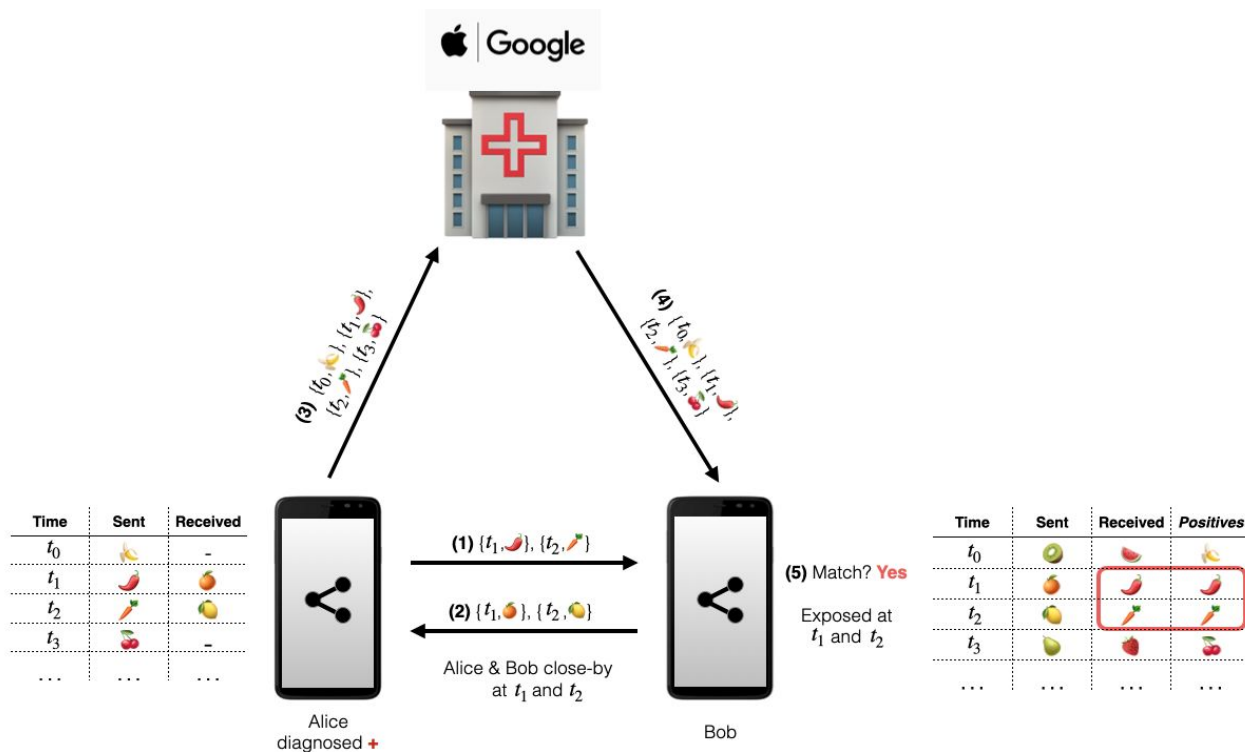 Google
(3) {t₀,🍌}, {t₁,🌶️},
{t₂,🥕}, {t₃,🍒}
(4) {t₀,🍌}, {t₁,🌶️},
{t₂,🥕}, {t₃,🍒}
Time Sent Received
t₀ 🍌 -
t₁ 🌶️ 🍊
t₂ 🥕 🍋
t₃ 🍒 -
... ... ...
(1) {t₁,🌶️}, {t₂,🥕}
(2) {t₁,🍊}, {t₂,🍋}
Alice & Bob close-by
at t₁ and t₂
Alice
diagnosed +
Bob
(5) Match? Yes
Exposed at
t₁ and t₂
Time Sent Received Positives
t₀ 🥝 🍉 🍌
t₁ 🍊 🌶️ 🌶️
t₂ 🍋 🥕 🥕
t₃ 🍐 🍓 🍒
... ... ... ...